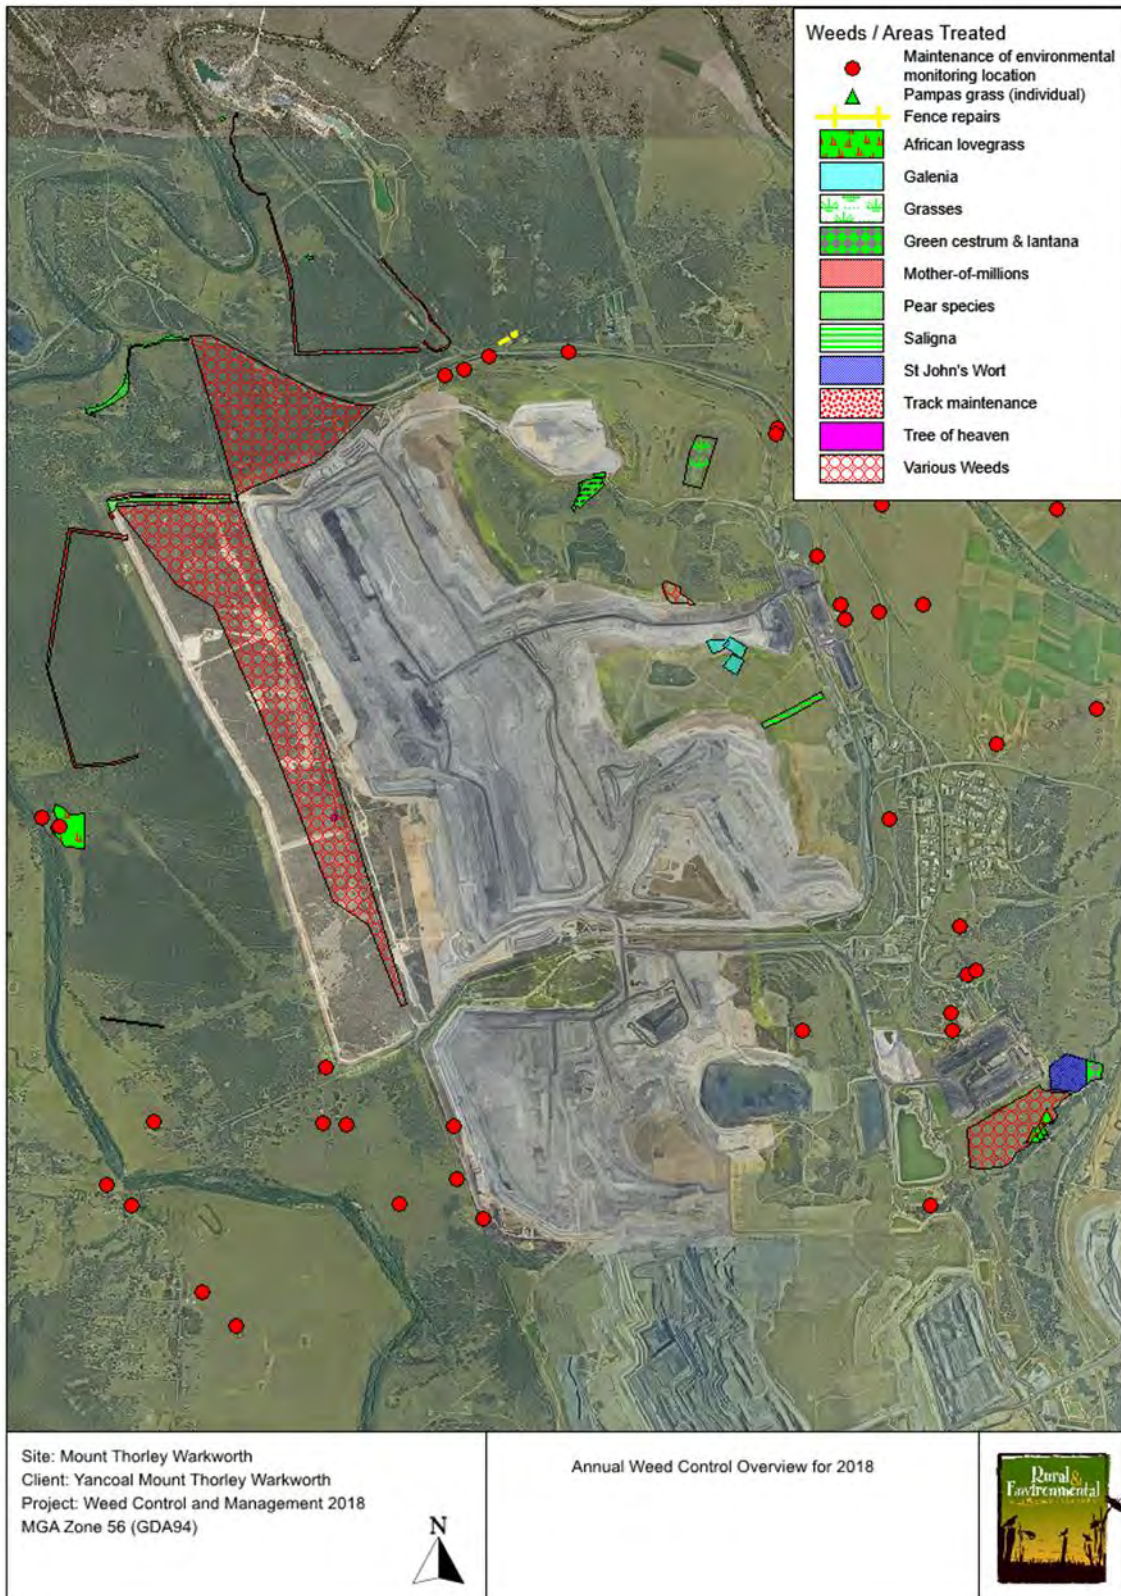 Weeds / Areas Treated
Maintenance of environmental
monitoring location
Pampas grass (individual)
Fence repairs
African lovegrass
Galenia
Grasses
Green cestrum & lantana
Mother-of-millions
Pear species
Saligna
St John's Wort
Track maintenance
Tree of heaven
Various Weeds
Site: Mount Thorley Warkworth
Client: Yancoal Mount Thorley Warkworth
Project: Weed Control and Management 2018
MGA Zone 56 (GDA94)
N
Annual Weed Control Overview for 2018
Rural &
Environmental